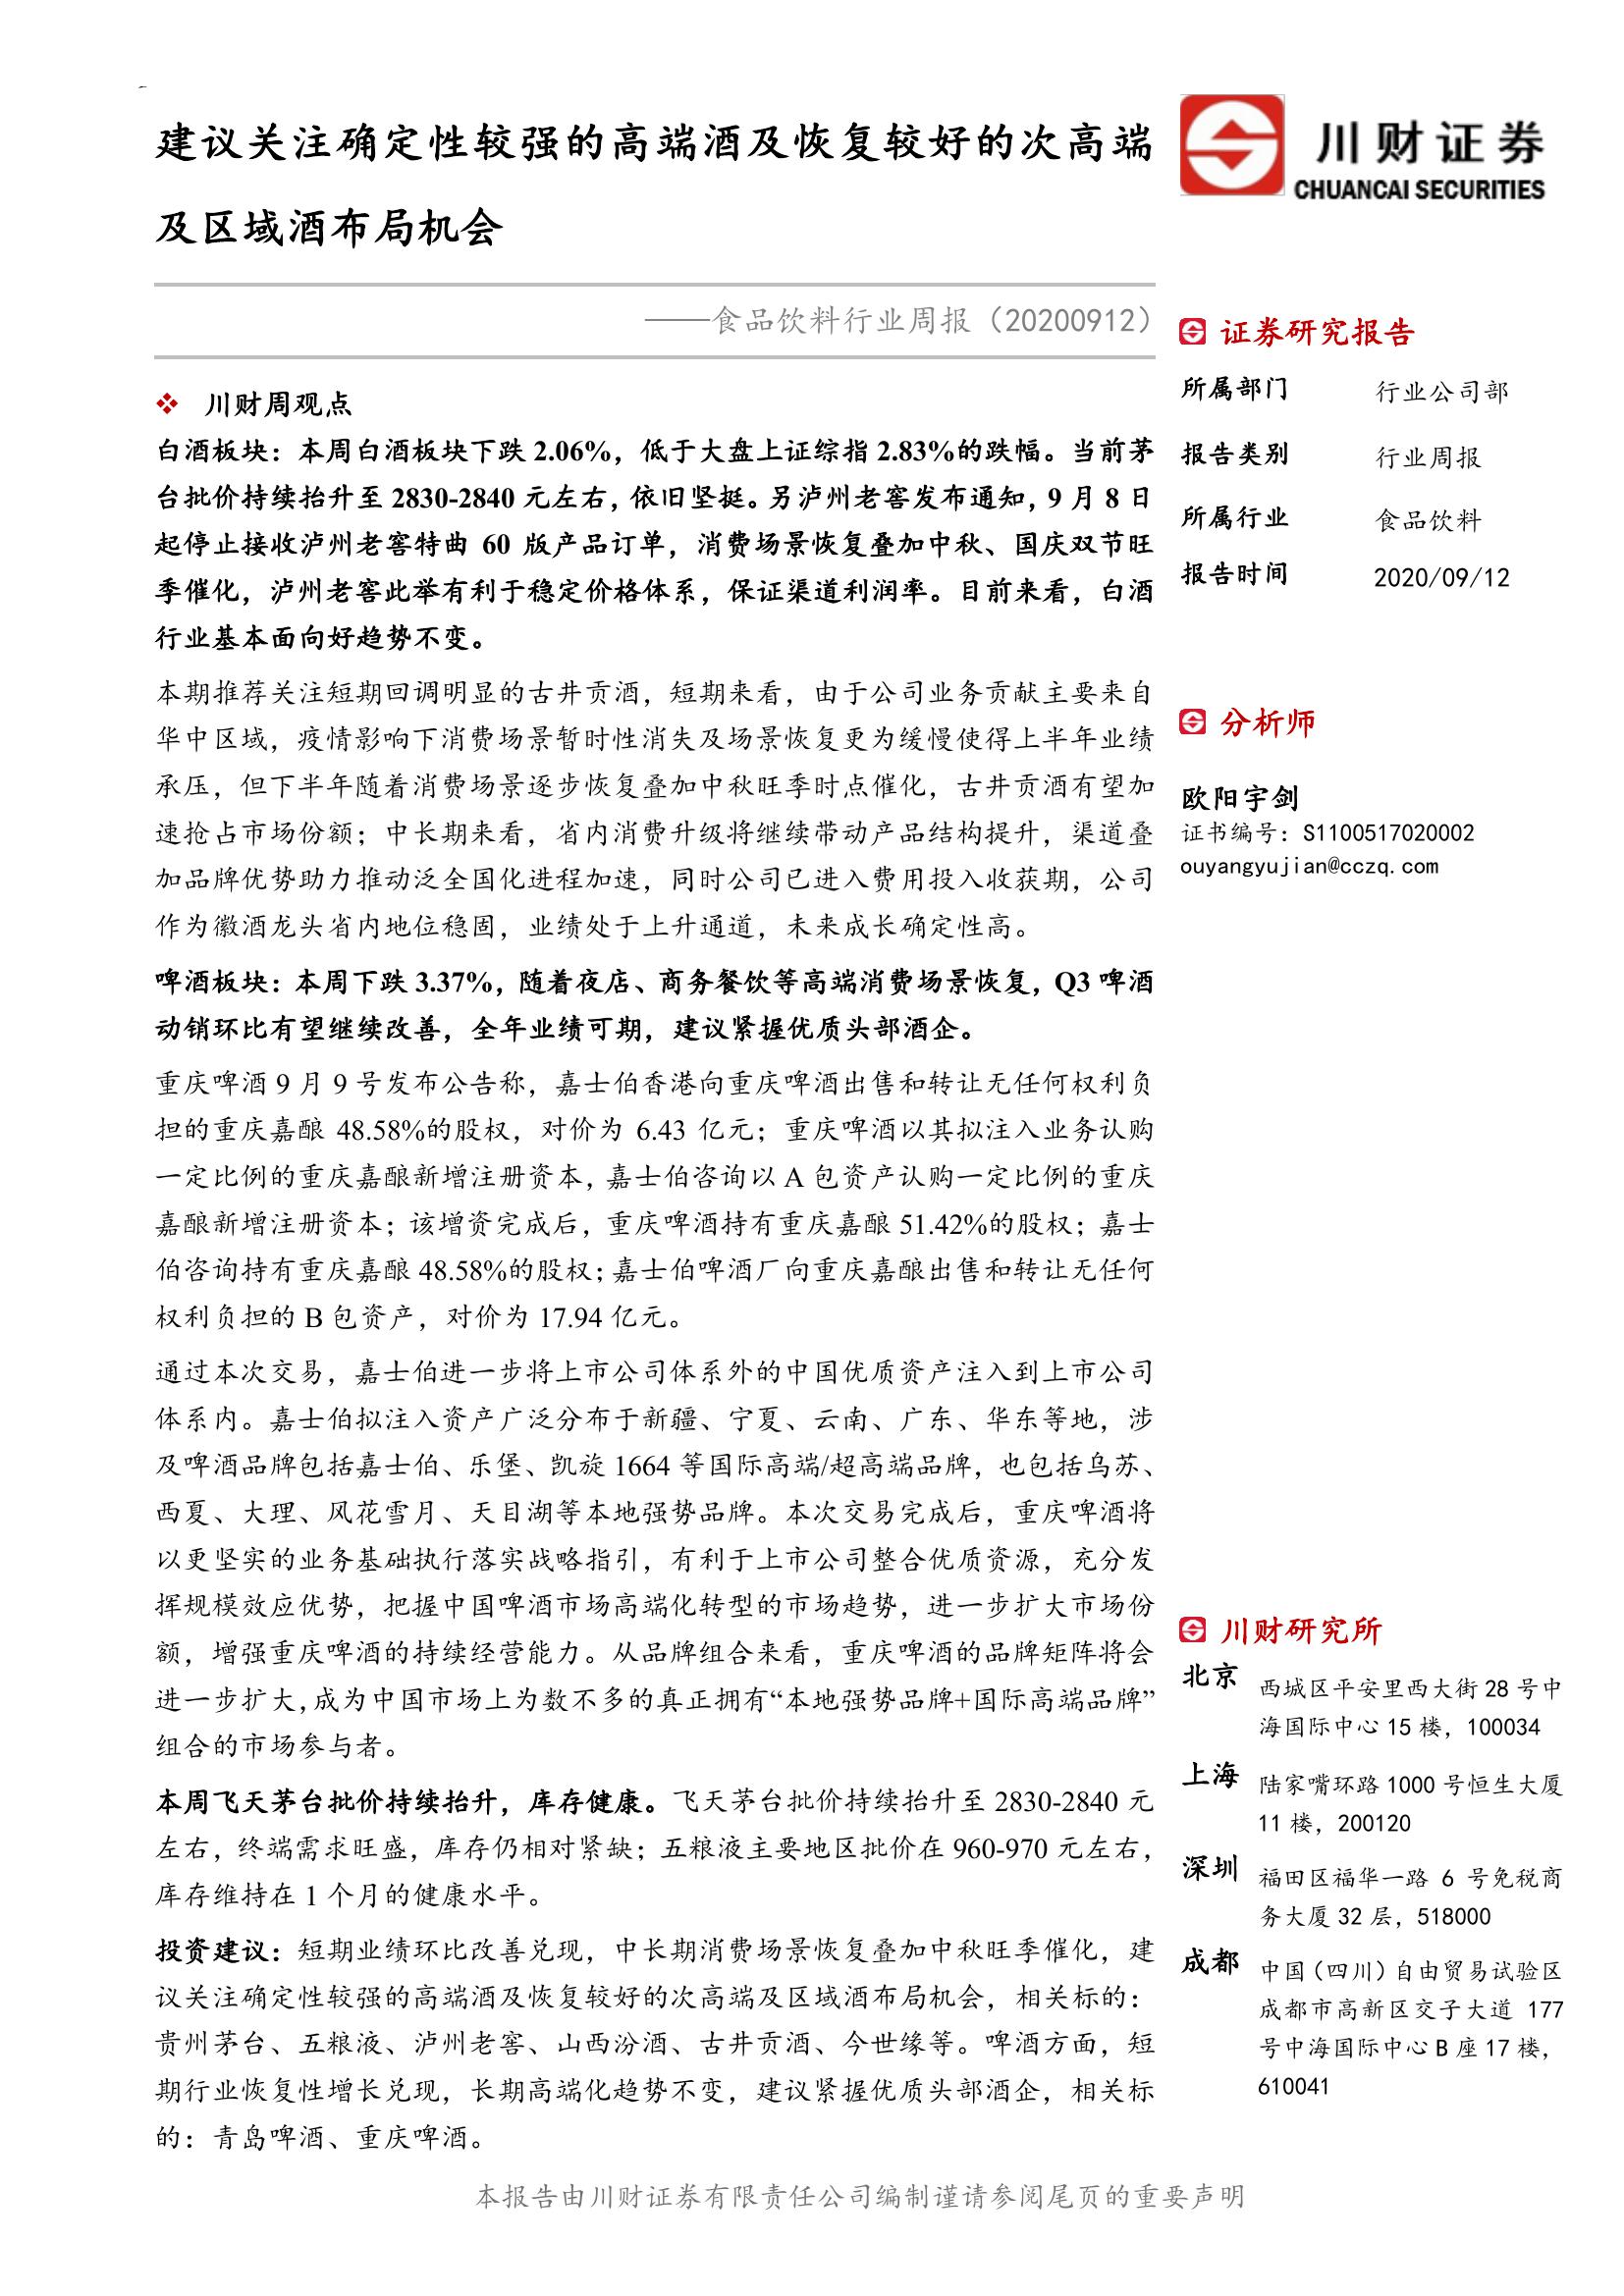 建议关注确定性较强的高端酒及恢复较好的次高端
及区域酒布局机会
——食品饮料行业周报（20200912）
川财周观点
白酒板块：本周白酒板块下跌 2.06%，低于大盘上证综指 2.83%的跌幅。当前茅
台批价持续抬升至 2830-2840 元左右，依旧坚挺。另泸州老窖发布通知，9 月 8 日
起停止接收泸州老窖特曲 60 版产品订单，消费场景恢复叠加中秋、国庆双节旺
季催化，泸州老窖此举有利于稳定价格体系，保证渠道利润率。目前来看，白酒
行业基本面向好趋势不变。
本期推荐关注短期回调明显的古井贡酒，短期来看，由于公司业务贡献主要来自
华中区域，疫情影响下消费场景暂时性消失及场景恢复更为缓慢使得上半年业绩
承压，但下半年随着消费场景逐步恢复叠加中秋旺季时点催化，古井贡酒有望加
速抢占市场份额；中长期来看，省内消费升级将继续带动产品结构提升，渠道叠
加品牌优势助力推动泛全国化进程加速，同时公司已进入费用投入收获期，公司
作为徽酒龙头省内地位稳固，业绩处于上升通道，未来成长确定性高。
啤酒板块：本周下跌 3.37%，随着夜店、商务餐饮等高端消费场景恢复，Q3 啤酒
动销环比有望继续改善，全年业绩可期，建议紧握优质头部酒企。
重庆啤酒 9 月 9 号发布公告称，嘉士伯香港向重庆啤酒出售和转让无任何权利负
担的重庆嘉酿 48.58%的股权，对价为 6.43 亿元；重庆啤酒以其拟注入业务认购
一定比例的重庆嘉酿新增注册资本，嘉士伯咨询以 A 包资产认购一定比例的重庆
嘉酿新增注册资本；该增资完成后，重庆啤酒持有重庆嘉酿 51.42%的股权；嘉士
伯咨询持有重庆嘉酿 48.58%的股权；嘉士伯啤酒厂向重庆嘉酿出售和转让无任何
权利负担的 B 包资产，对价为 17.94 亿元。
通过本次交易，嘉士伯进一步将上市公司体系外的中国优质资产注入到上市公司
体系内。嘉士伯拟注入资产广泛分布于新疆、宁夏、云南、广东、华东等地，涉
及啤酒品牌包括嘉士伯、乐堡、凯旋 1664 等国际高端/超高端品牌，也包括乌苏、
西夏、大理、风花雪月、天目湖等本地强势品牌。本次交易完成后，重庆啤酒将
以更坚实的业务基础执行落实战略指引，有利于上市公司整合优质资源，充分发
挥规模效应优势，把握中国啤酒市场高端化转型的市场趋势，进一步扩大市场份
额，增强重庆啤酒的持续经营能力。从品牌组合来看，重庆啤酒的品牌矩阵将会
进一步扩大，成为中国市场上为数不多的真正拥有“本地强势品牌+国际高端品牌”
组合的市场参与者。
本周飞天茅台批价持续抬升，库存健康。飞天茅台批价持续抬升至 2830-2840 元
左右，终端需求旺盛，库存仍相对紧缺；五粮液主要地区批价在 960-970 元左右，
库存维持在 1 个月的健康水平。
投资建议：短期业绩环比改善兑现，中长期消费场景恢复叠加中秋旺季催化，建
议关注确定性较强的高端酒及恢复较好的次高端及区域酒布局机会，相关标的：
贵州茅台、五粮液、泸州老窖、山西汾酒、古井贡酒、今世缘等。啤酒方面，短
期行业恢复性增长兑现，长期高端化趋势不变，建议紧握优质头部酒企，相关标
的：青岛啤酒、重庆啤酒。
川财证券
CHUANCAI SECURITIES
证券研究报告
所属部门 行业公司部
报告类别 行业周报
所属行业 食品饮料
报告时间 2020/09/12
分析师
欧阳宇剑
证书编号：S1100517020002
ouyangyujian@cczq.com
川财研究所
北京 西城区平安里西大街 28 号中
海国际中心 15 楼，100034
上海 陆家嘴环路 1000 号恒生大厦
11 楼，200120
深圳 福田区福华一路 6 号免税商
务大厦 32 层，518000
成都 中国（四川）自由贸易试验区
成都市高新区交子大道 177
号中海国际中心 B 座 17 楼，
610041
本报告由川财证券有限责任公司编制谨请参阅尾页的重要声明